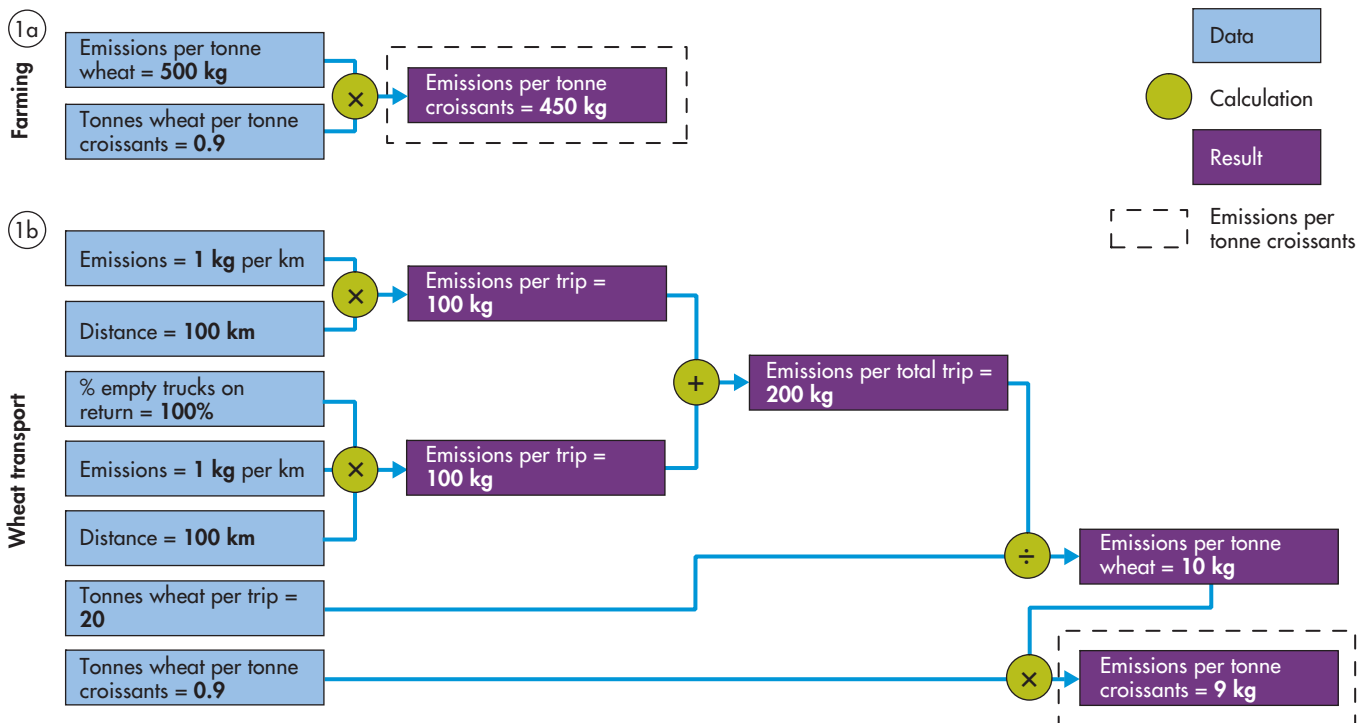 1a
Farming
Emissions per tonne
wheat = 500 kg
Tonnes wheat per tonne
croissants = 0.9
×
Emissions per tonne
croissants = 450 kg
Data
Calculation
Result
Emissions per
tonne croissants
1b
Wheat transport
Emissions = 1 kg per km
Distance = 100 km
×
Emissions per trip =
100 kg
% empty trucks on
return = 100%
Emissions = 1 kg per km
Distance = 100 km
×
Emissions per trip =
100 kg
+
Emissions per total trip =
200 kg
Tonnes wheat per trip =
20
÷
Emissions per tonne
wheat = 10 kg
Tonnes wheat per tonne
croissants = 0.9
×
Emissions per tonne
croissants = 9 kg